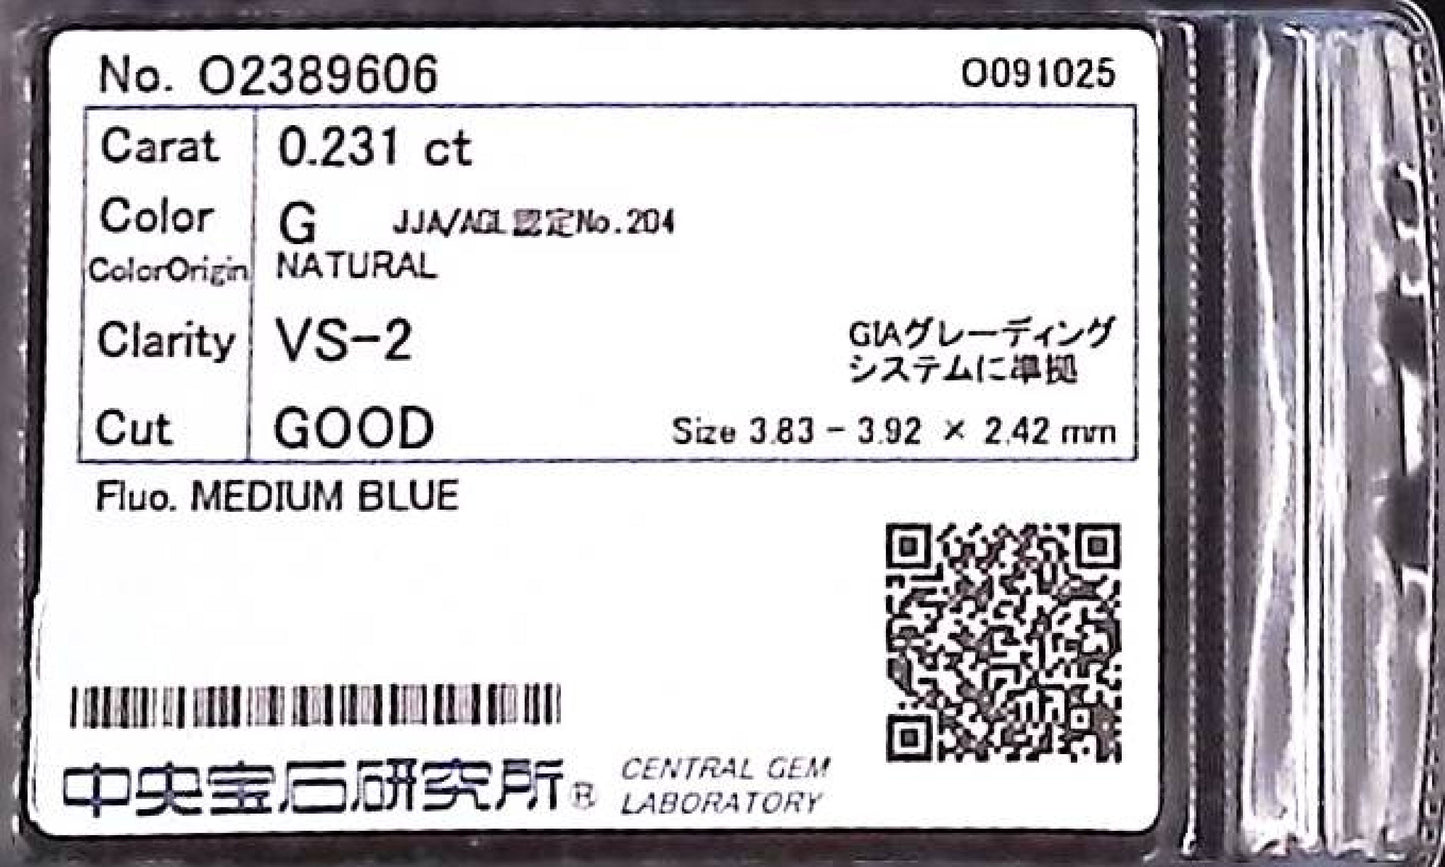 No. O2389606
O091025
Carat 0.231 ct
Color G JJA/AGL認定No.204
ColorOrigin NATURAL
Clarity VS-2
GIAグレーディング
システムに準拠
Cut GOOD Size 3.83 - 3.92 × 2.42 mm
Fluo. MEDIUM BLUE
中央宝石研究所® CENTRAL GEM
LABORATORY